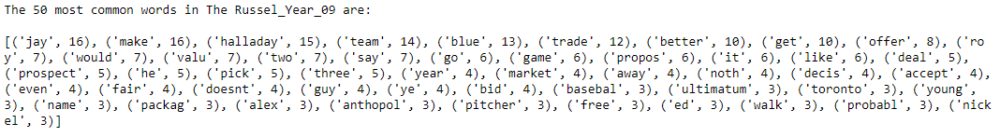 The 50 most common words in The Russel_Year_09 are:
[('jay', 16), ('make', 16), ('halladay', 15), ('team', 14), ('blue', 13), ('trade', 12), ('better', 10), ('get', 10), ('offer', 8), ('ro
y', 7), ('would', 7), ('valu', 7), ('two', 7), ('say', 7), ('go', 6), ('game', 6), ('propos', 6), ('it', 6), ('like', 6), ('deal', 5),
('prospect', 5), ('he', 5), ('pick', 5), ('three', 5), ('year', 4), ('market', 4), ('away', 4), ('noth', 4), ('decis', 4), ('accept', 4),
('even', 4), ('fair', 4), ('doesnt', 4), ('guy', 4), ('ye', 4), ('bid', 4), ('basebal', 3), ('ultimatum', 3), ('toronto', 3), ('young',
3), ('name', 3), ('packag', 3), ('alex', 3), ('anthopol', 3), ('pitcher', 3), ('free', 3), ('ed', 3), ('walk', 3), ('probabl', 3), ('nick
el', 3)]